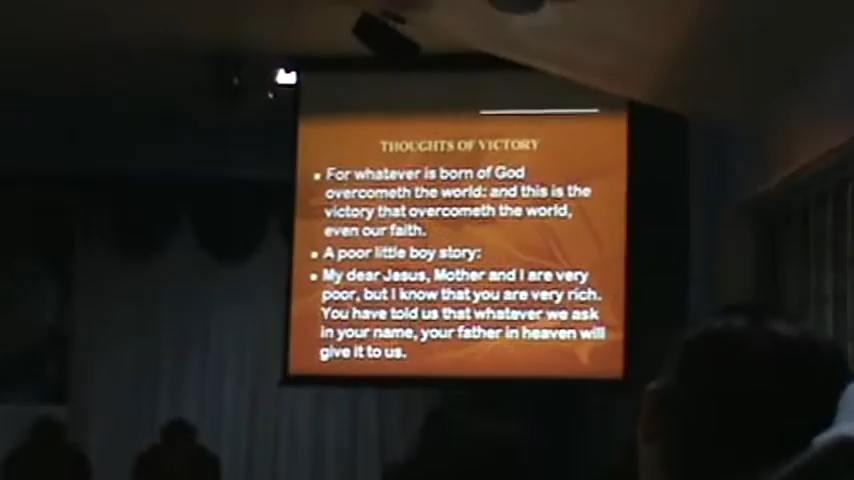 THOUGHTS OF VICTORY
For whatever is born of God
overcometh the world: and this is the
victory that overcometh the world,
even our faith.
A poor little boy story:
My dear Jesus, Mother and I are very
poor, but I know that you are very rich.
You have told us that whatever we ask
in your name, your father in heaven will
give it to us.